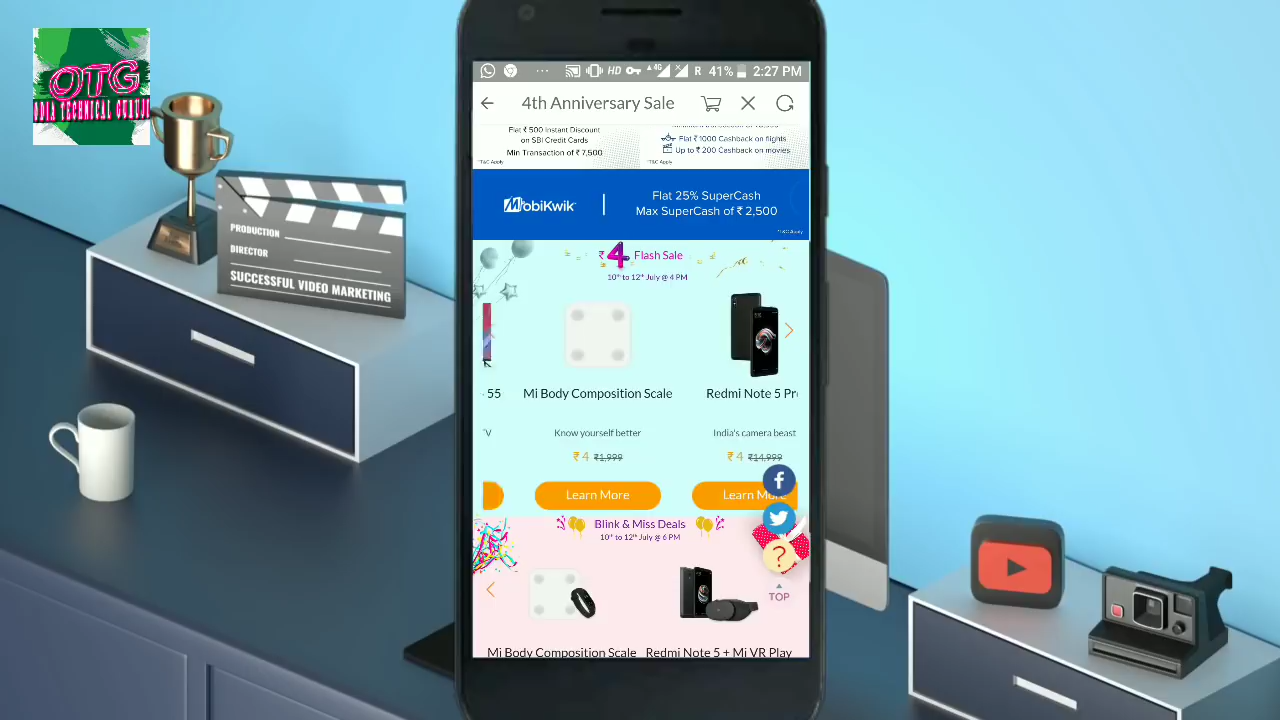 OTG
ODIA TECHNICAL GURUJI
PRODUCTION
DIRECTOR
SUCCESSFUL VIDEO MARKETING
HD
4G
R 41% 2:27 PM
4th Anniversary Sale
Flat ₹ 500 Instant Discount
on SBI Credit Cards
Min Transaction of ₹ 7,500
*T&C Apply
Flat ₹ 1000 Cashback on flights
Up to ₹ 200 Cashback on movies
*T&C Apply
MobiKwik
Flat 25% SuperCash
Max SuperCash of ₹ 2,500
*T&C Apply
₹ 4 Flash Sale
10th to 12th July @ 4 PM
55
Mi Body Composition Scale
Redmi Note 5 Pr
V
Know yourself better
India's camera beast
₹ 4 ₹1,999
₹ 4 ₹14,999
Learn More
Learn More
Blink & Miss Deals
10th to 12th July @ 6 PM
?
TOP
Mi Body Composition Scale
Redmi Note 5 + Mi VR Play